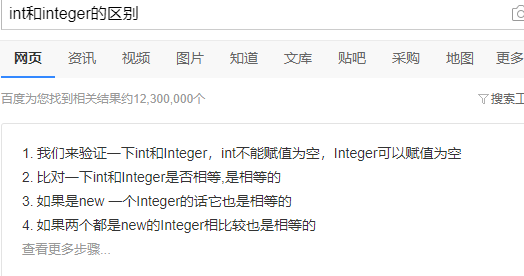 int和integer的区别
网页 资讯 视频 图片 知道 文库 贴吧 采购 地图 更多
百度为您找到相关结果约12,300,000个 搜索工
1. 我们来验证一下int和Integer，int不能赋值为空，Integer可以赋值为空
2. 比对一下int和Integer是否相等,是相等的
3. 如果是new 一个Integer的话它也是相等的
4. 如果两个都是new的Integer相比较也是相等的
查看更多步骤...